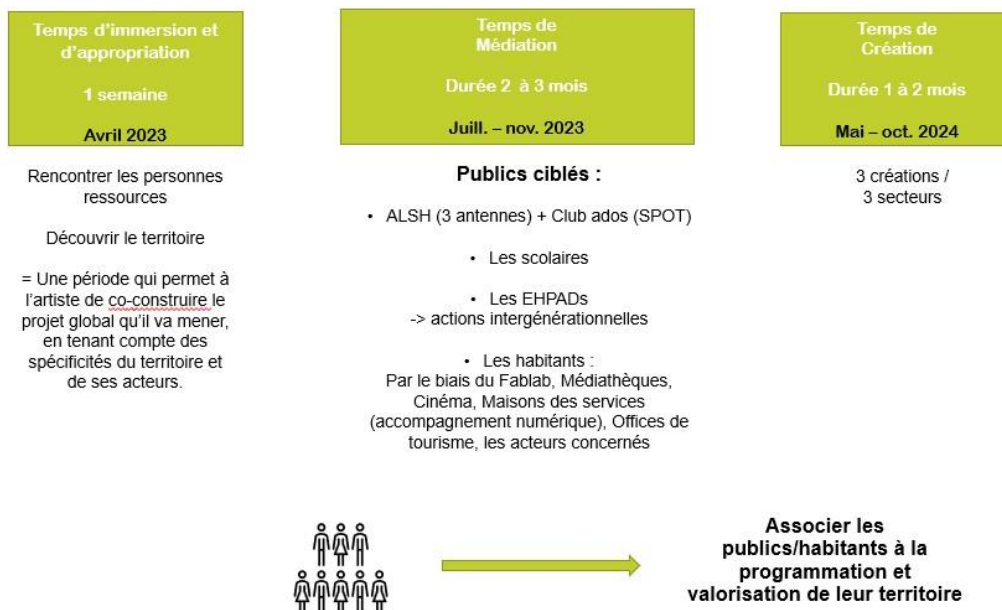 Temps d'immersion et
d'appropriation
1 semaine
Avril 2023
Rencontrer les personnes
ressources
Découvrir le territoire
= Une période qui permet à
l'artiste de co-construire le
projet global qu'il va mener,
en tenant compte des
spécificités du territoire et
de ses acteurs.
Temps de
Médiation
Durée 2 à 3 mois
Juill. – nov. 2023
Publics ciblés :
• ALSH (3 antennes) + Club ados (SPOT)
• Les scolaires
• Les EHPADs
-> actions intergénérationnelles
• Les habitants :
Par le biais du Fablab, Médiathèques,
Cinéma, Maisons des services
(accompagnement numérique), Offices de
tourisme, les acteurs concernés
Temps de
Création
Durée 1 à 2 mois
Mai – oct. 2024
3 créations /
3 secteurs
Associer les
publics/habitants à la
programmation et
valorisation de leur territoire